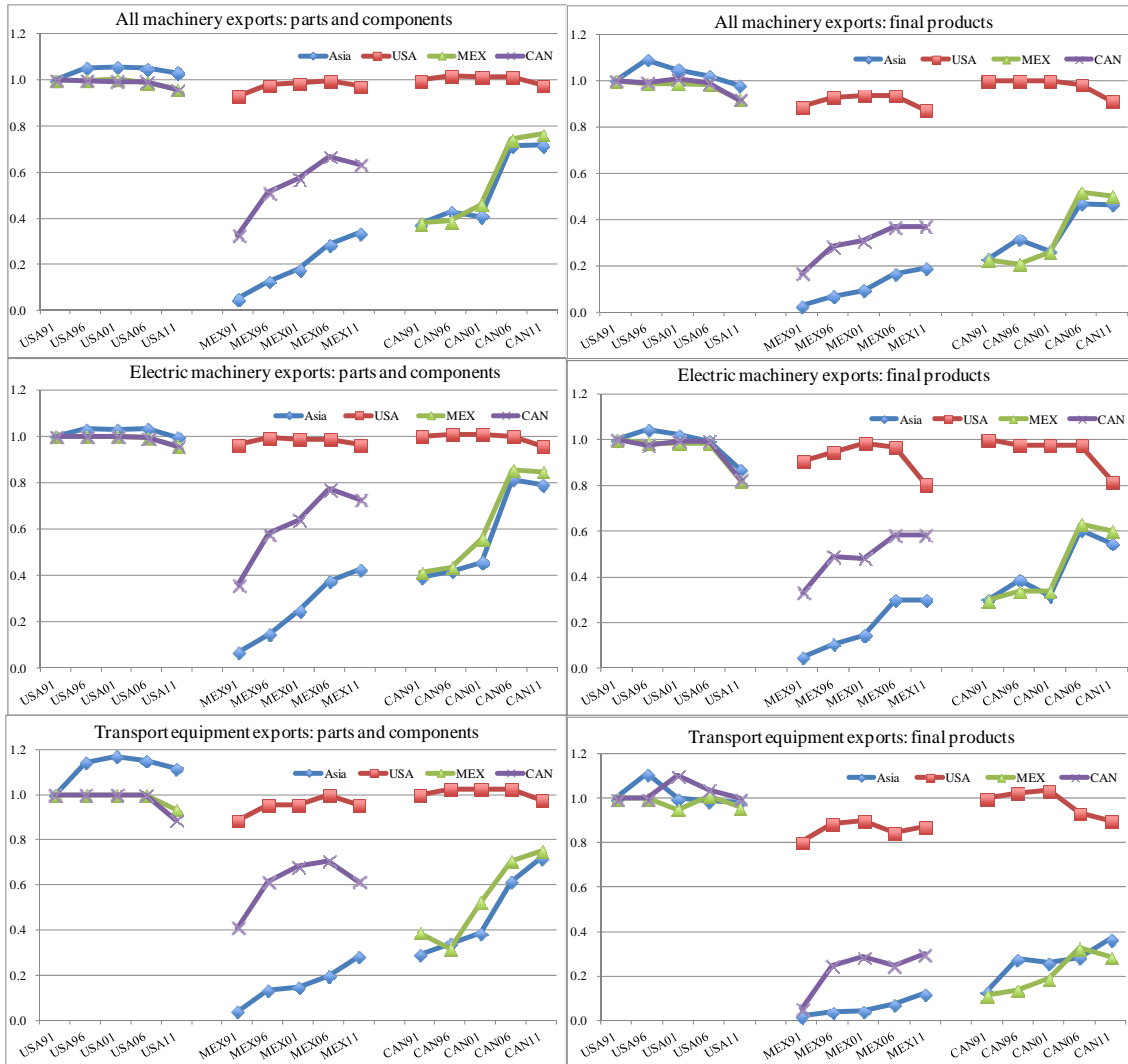 All machinery exports: parts and components
1.2
1.0
0.8
0.6
0.4
0.2
0.0
Asia USA MEX CAN
USA91 USA96 USA01 USA06 USA11 MEX91 MEX96 MEX01 MEX06 MEX11 CAN91 CAN96 CAN01 CAN06 CAN11
All machinery exports: final products
1.2
1.0
0.8
0.6
0.4
0.2
0.0
Asia USA MEX CAN
USA91 USA96 USA01 USA06 USA11 MEX91 MEX96 MEX01 MEX06 MEX11 CAN91 CAN96 CAN01 CAN06 CAN11
Electric machinery exports: parts and components
1.2
1.0
0.8
0.6
0.4
0.2
0.0
Asia USA MEX CAN
USA91 USA96 USA01 USA06 USA11 MEX91 MEX96 MEX01 MEX06 MEX11 CAN91 CAN96 CAN01 CAN06 CAN11
Electric machinery exports: final products
1.2
1.0
0.8
0.6
0.4
0.2
0.0
Asia USA MEX CAN
USA91 USA96 USA01 USA06 USA11 MEX91 MEX96 MEX01 MEX06 MEX11 CAN91 CAN96 CAN01 CAN06 CAN11
Transport equipment exports: parts and components
1.2
1.0
0.8
0.6
0.4
0.2
0.0
Asia USA MEX CAN
USA91 USA96 USA01 USA06 USA11 MEX91 MEX96 MEX01 MEX06 MEX11 CAN91 CAN96 CAN01 CAN06 CAN11
Transport equipment exports: final products
1.2
1.0
0.8
0.6
0.4
0.2
0.0
Asia USA MEX CAN
USA91 USA96 USA01 USA06 USA11 MEX91 MEX96 MEX01 MEX06 MEX11 CAN91 CAN96 CAN01 CAN06 CAN11